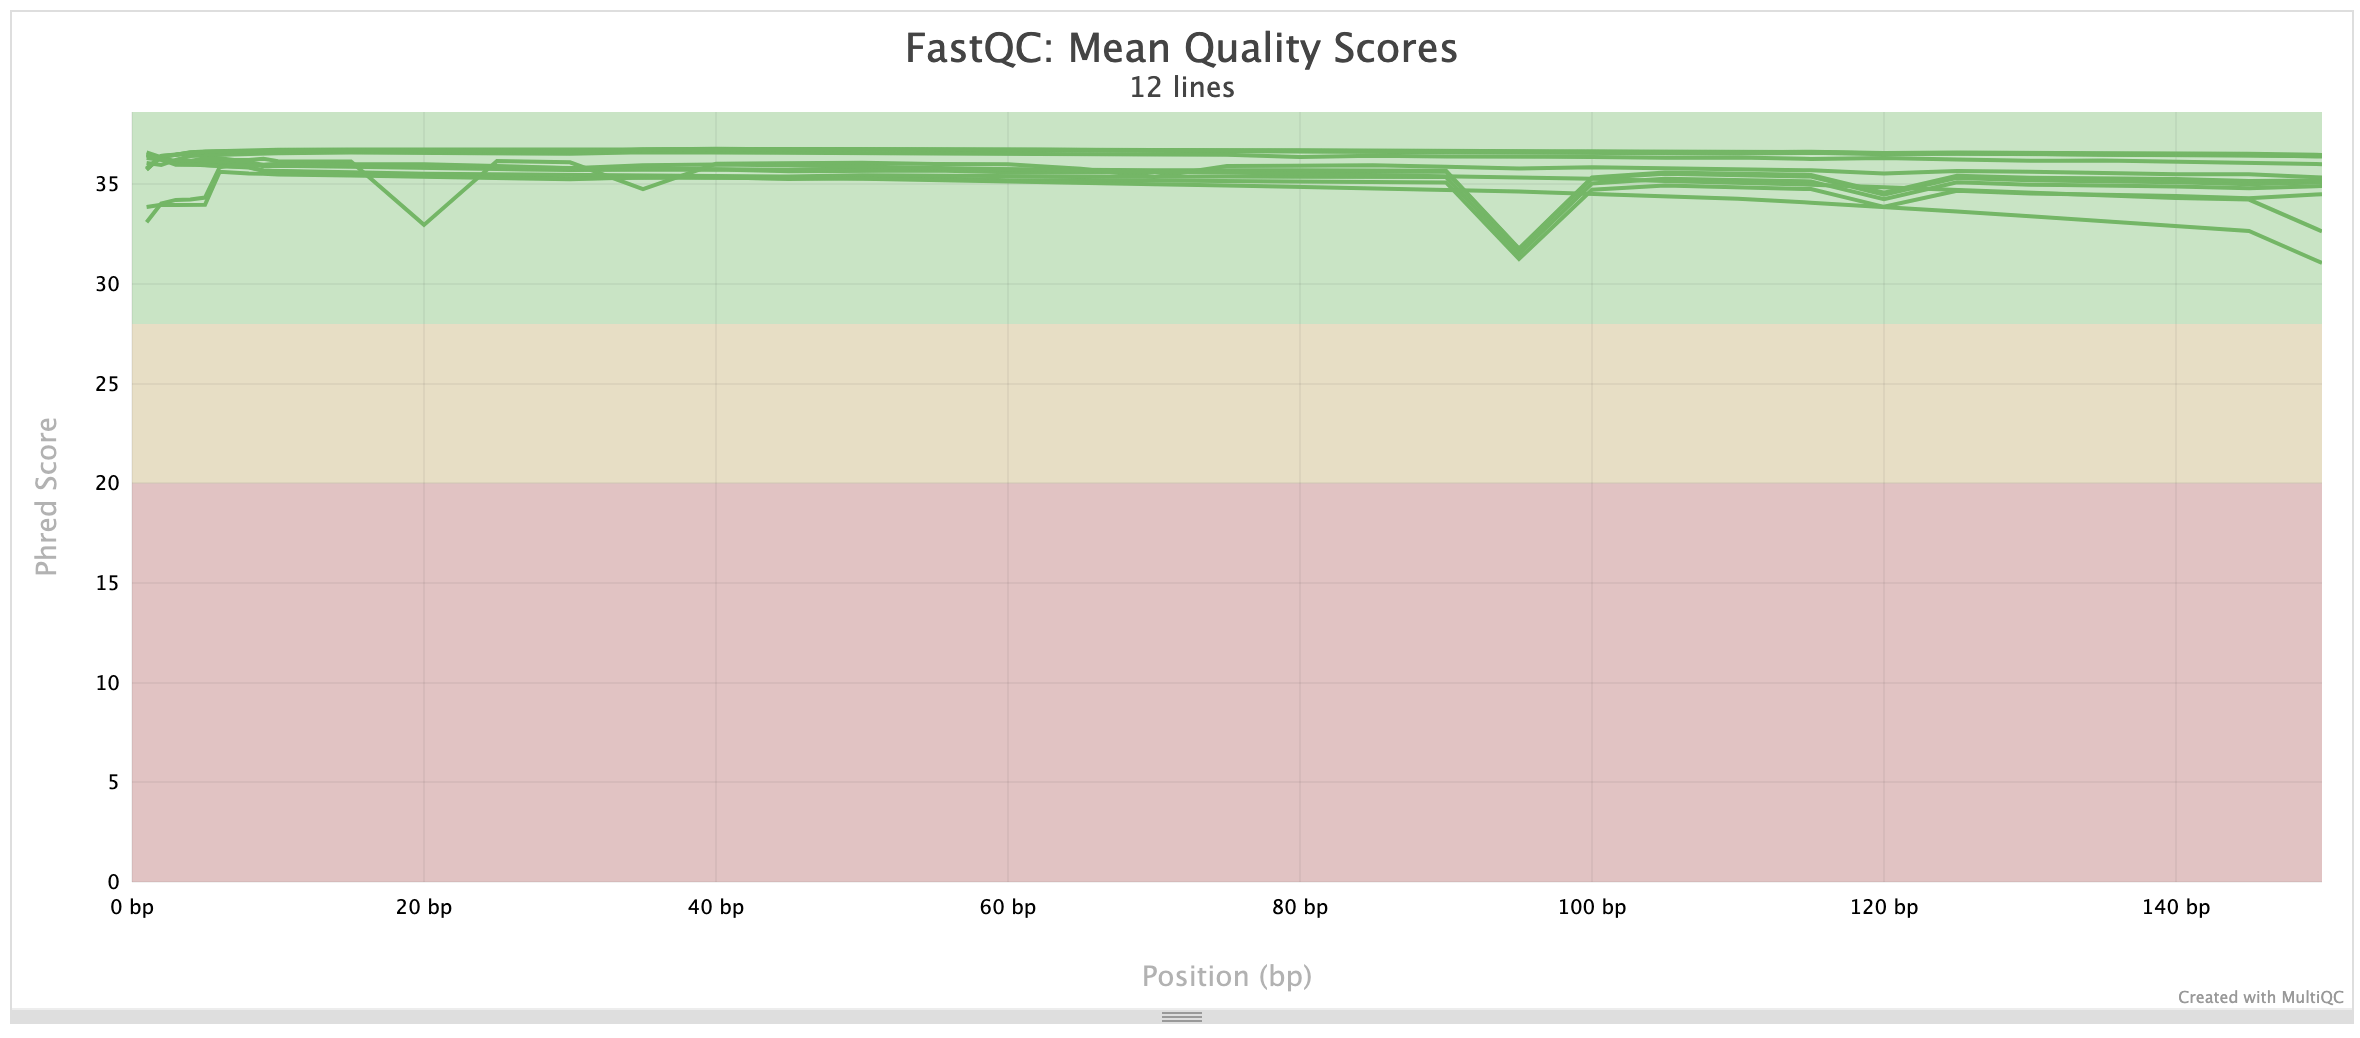 FastQC: Mean Quality Scores
12 lines
Phred Score
35
30
25
20
15
10
5
0
0 bp
20 bp
40 bp
60 bp
80 bp
100 bp
120 bp
140 bp
Position (bp)
Created with MultiQC